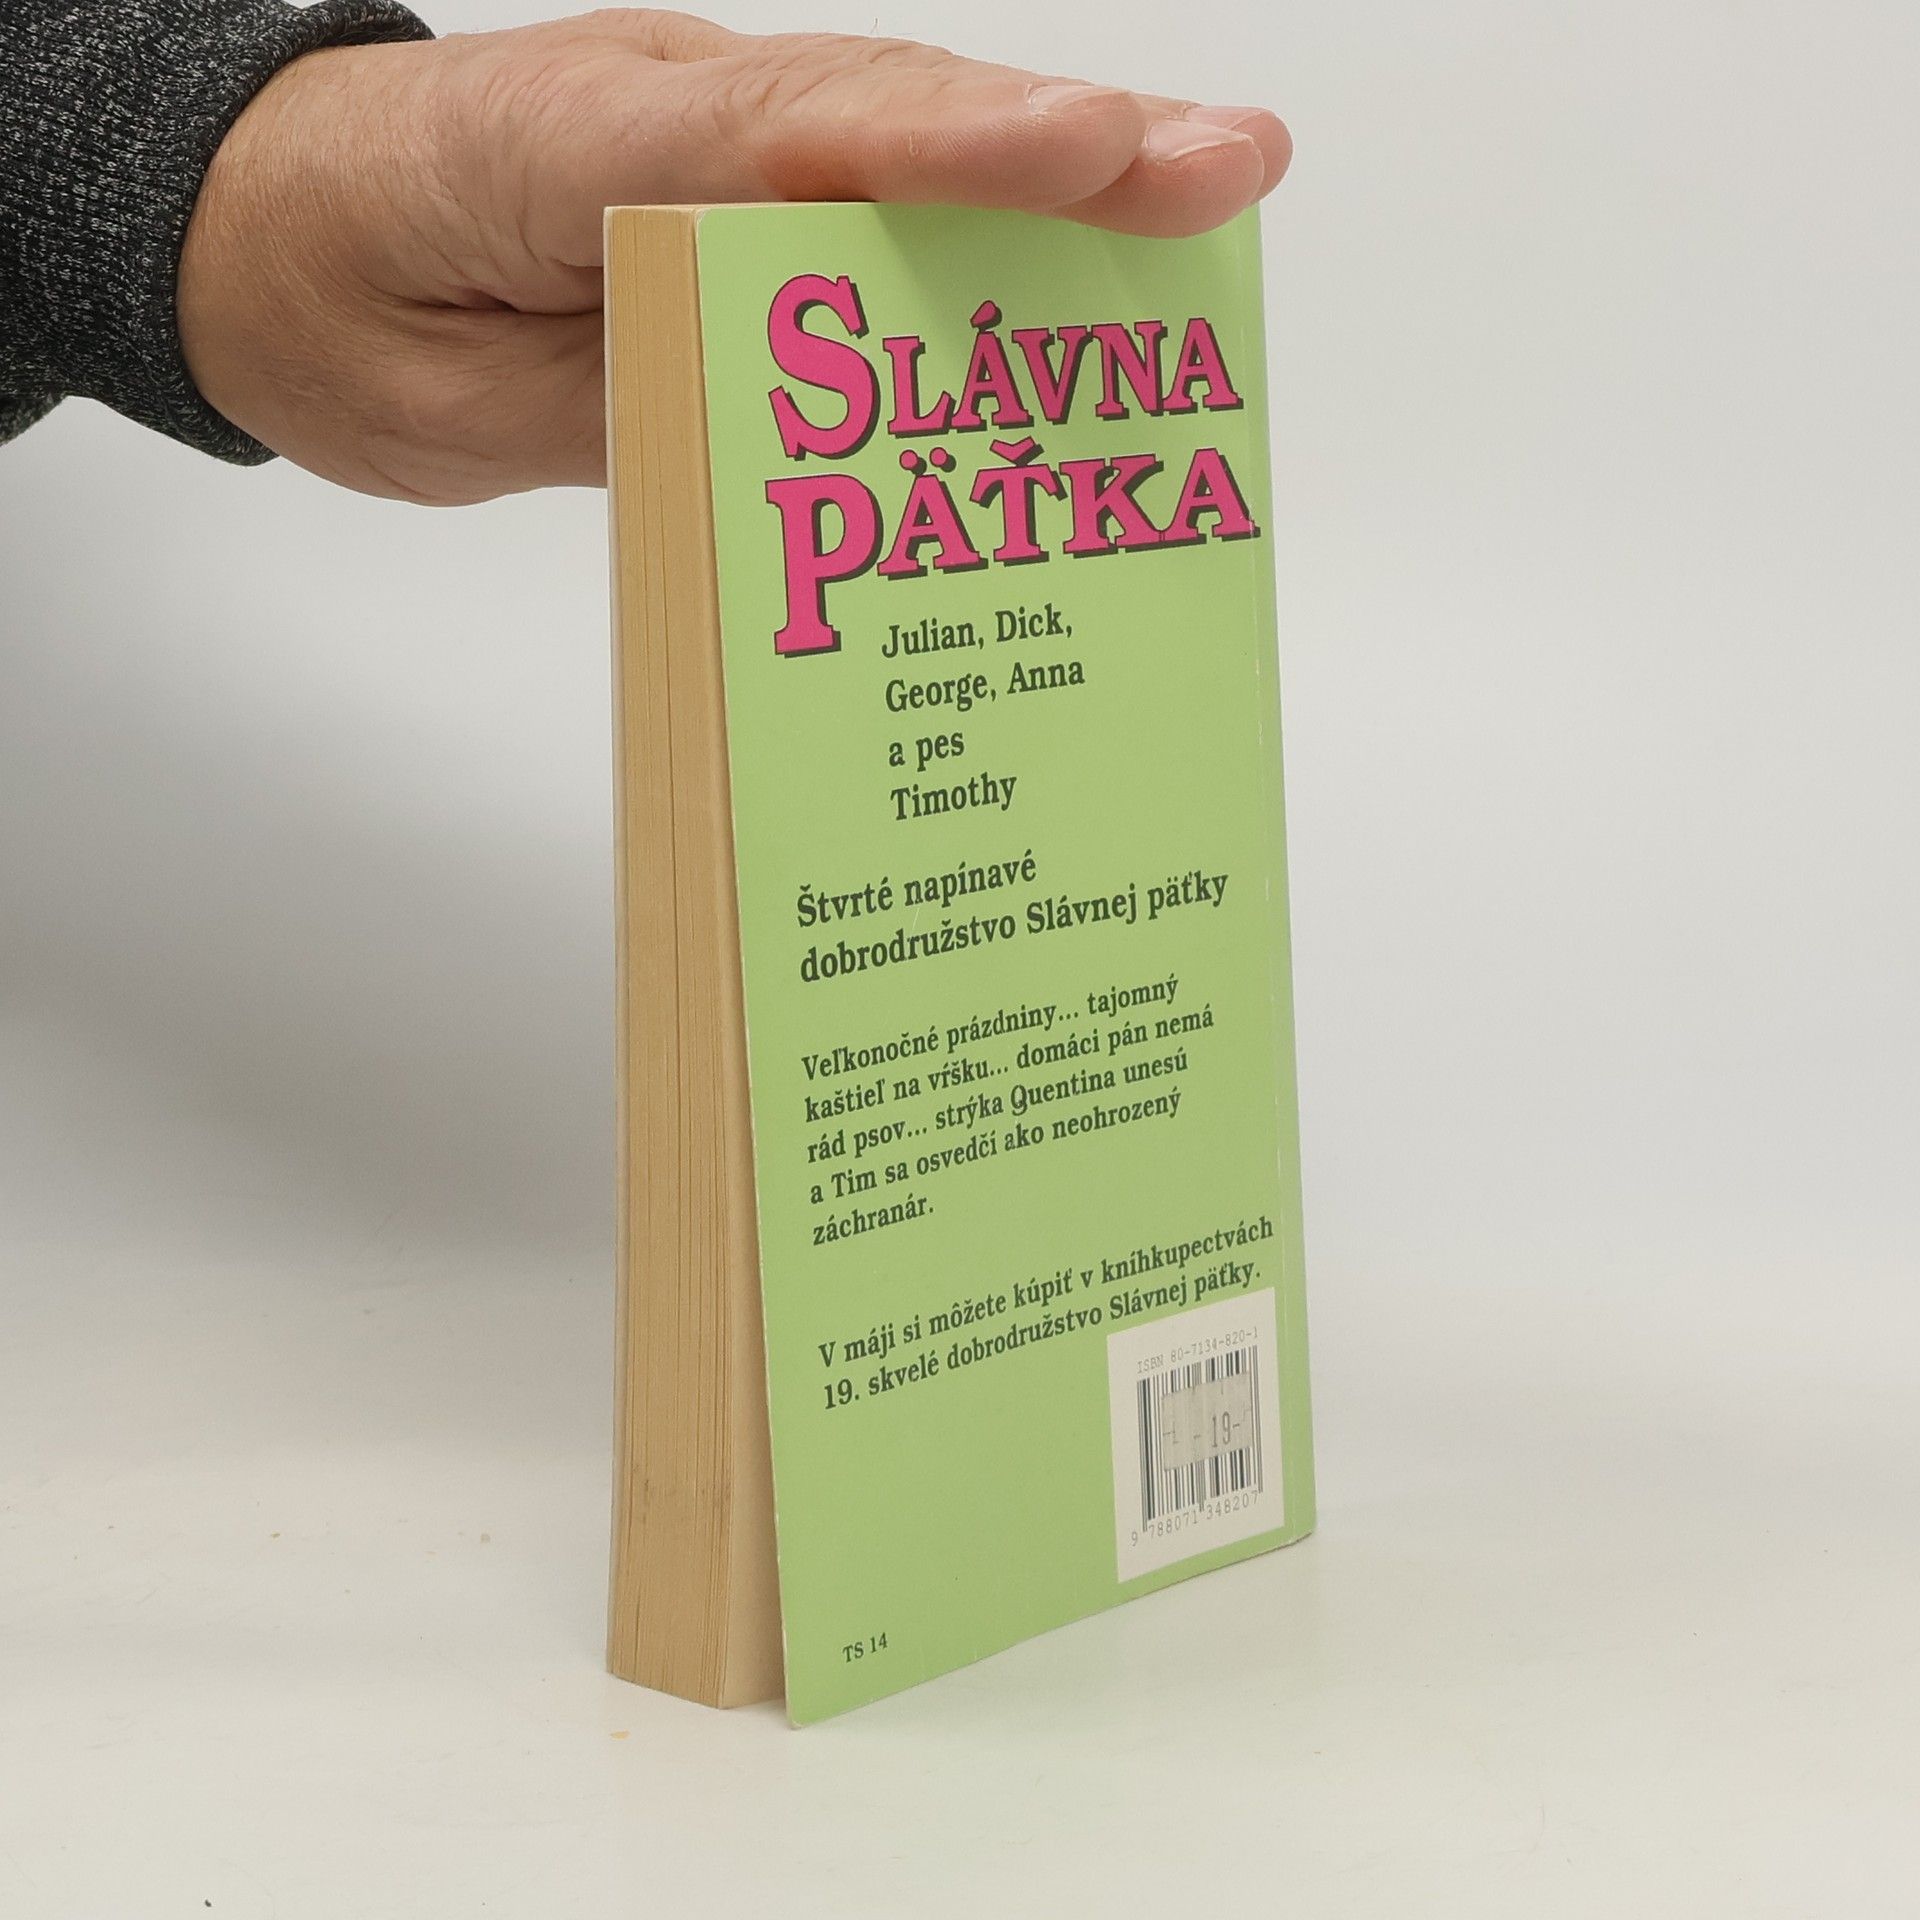 SLÁVNA
PÄŤKA
Julian, Dick,
George, Anna
a pes
Timothy
Štvrté napínavé
dobrodružstvo Slávnej päťky
Veľkonočné prázdniny... tajomný
kaštieľ na vŕšku... domáci pán nemá
rád psov... strýka Quentina unesú
a Tim sa osvedčí ako neohrozený
záchranár.
V máji si môžete kúpiť v kníhkupectvách
19. skvelé dobrodružstvo Slávnej päťky.
ISBN 80-7134-820-1
- 19-
9 788071 348207
TS 14